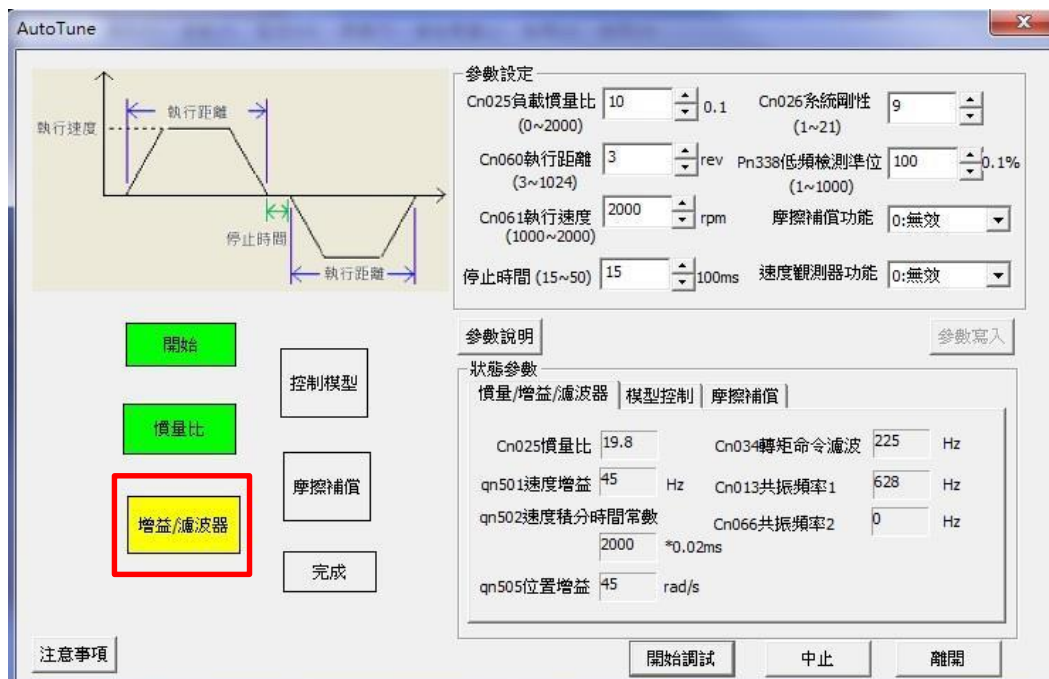 AutoTune
x
執行速度
執行距離
停止時間
執行距離
參數設定
Cn025負載慣量比 10 0.1
(0~2000)
Cn026系統剛性 9
(1~21)
Cn060執行距離 3 rev
(3~1024)
Pn338低頻檢測準位 100 0.1%
(1~1000)
Cn061執行速度 2000 rpm
(1000~2000)
摩擦補償功能 0:無效
停止時間 (15~50) 15 100ms
速度觀測器功能 0:無效
參數說明
參數寫入
開始
慣量比
增益/濾波器
控制模型
摩擦補償
完成
狀態參數
慣量/增益/濾波器 模型控制 摩擦補償
Cn025慣量比 19.8
Cn034轉矩命令濾波 225 Hz
qn501速度增益 45 Hz
Cn013共振頻率1 628 Hz
qn502速度積分時間常數
2000 *0.02ms
Cn066共振頻率2 0 Hz
qn505位置增益 45 rad/s
注意事項
開始調試
中止
離開